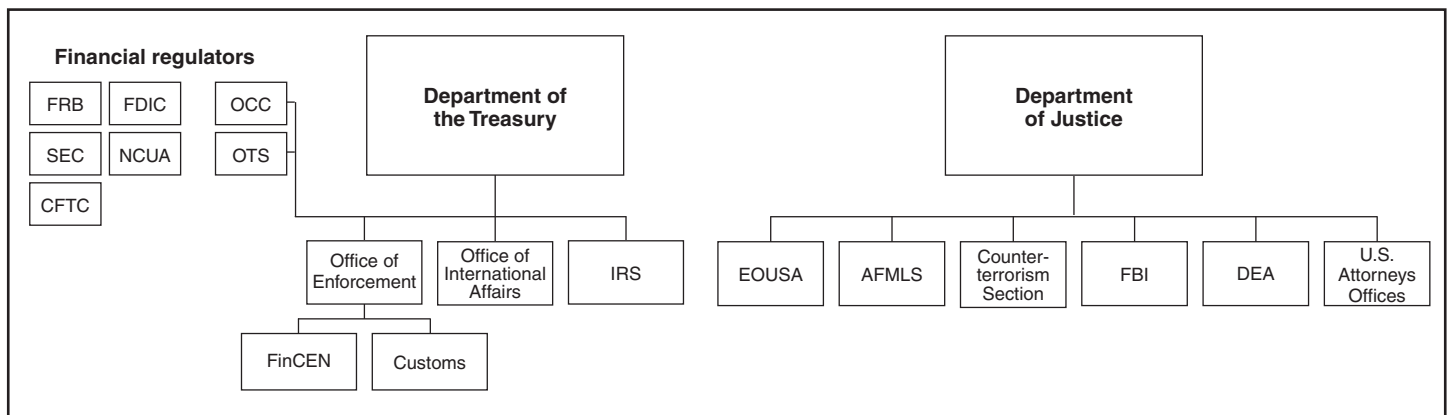 Financial regulators
FRB
FDIC
OCC
SEC
NCUA
OTS
CFTC
Department of
the Treasury
Office of
Enforcement
Office of
International
Affairs
IRS
FinCEN
Customs
Department
of Justice
EOUSA
AFMLS
Counter-
terrorism
Section
FBI
DEA
U.S.
Attorneys
Offices